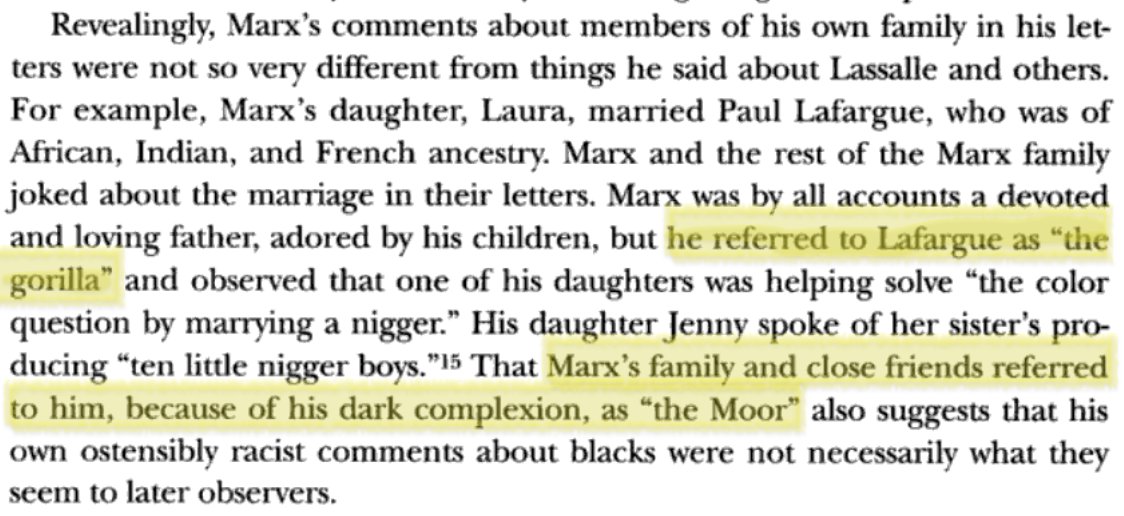 Revealingly, Marx's comments about members of his own family in his let-
ters were not so very different from things he said about Lassalle and others.
For example, Marx's daughter, Laura, married Paul Lafargue, who was of
African, Indian, and French ancestry. Marx and the rest of the Marx family
joked about the marriage in their letters. Marx was by all accounts a devoted
and loving father, adored by his children, but he referred to Lafargue as "the
gorilla" and observed that one of his daughters was helping solve "the color
question by marrying a nigger." His daughter Jenny spoke of her sister's pro-
ducing "ten little nigger boys."15 That Marx's family and close friends referred
to him, because of his dark complexion, as "the Moor" also suggests that his
own ostensibly racist comments about blacks were not necessarily what they
seem to later observers.